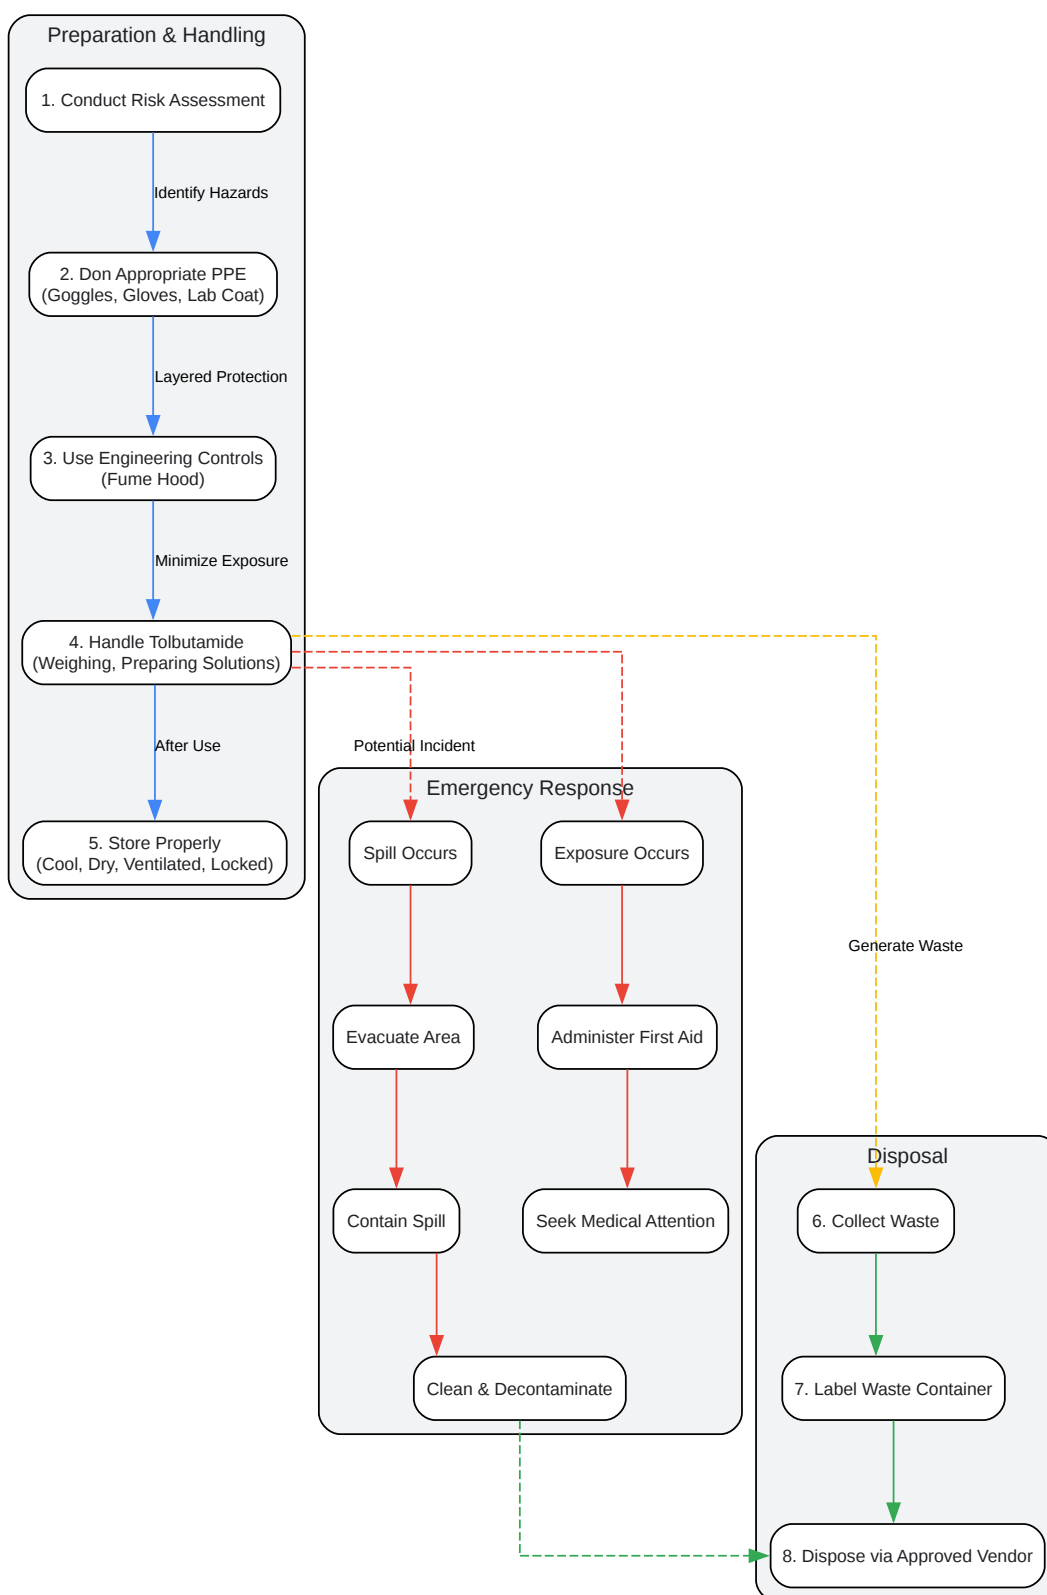 Preparation & Handling
1. Conduct Risk Assessment
Identify Hazards
2. Don Appropriate PPE
(Goggles, Gloves, Lab Coat)
Layered Protection
3. Use Engineering Controls
(Fume Hood)
Minimize Exposure
4. Handle Tolbutamide
(Weighing, Preparing Solutions)
After Use
5. Store Properly
(Cool, Dry, Ventilated, Locked)
Potential Incident
Emergency Response
Spill Occurs
Exposure Occurs
Evacuate Area
Administer First Aid
Contain Spill
Seek Medical Attention
Clean & Decontaminate
Generate Waste
Disposal
6. Collect Waste
7. Label Waste Container
8. Dispose via Approved Vendor